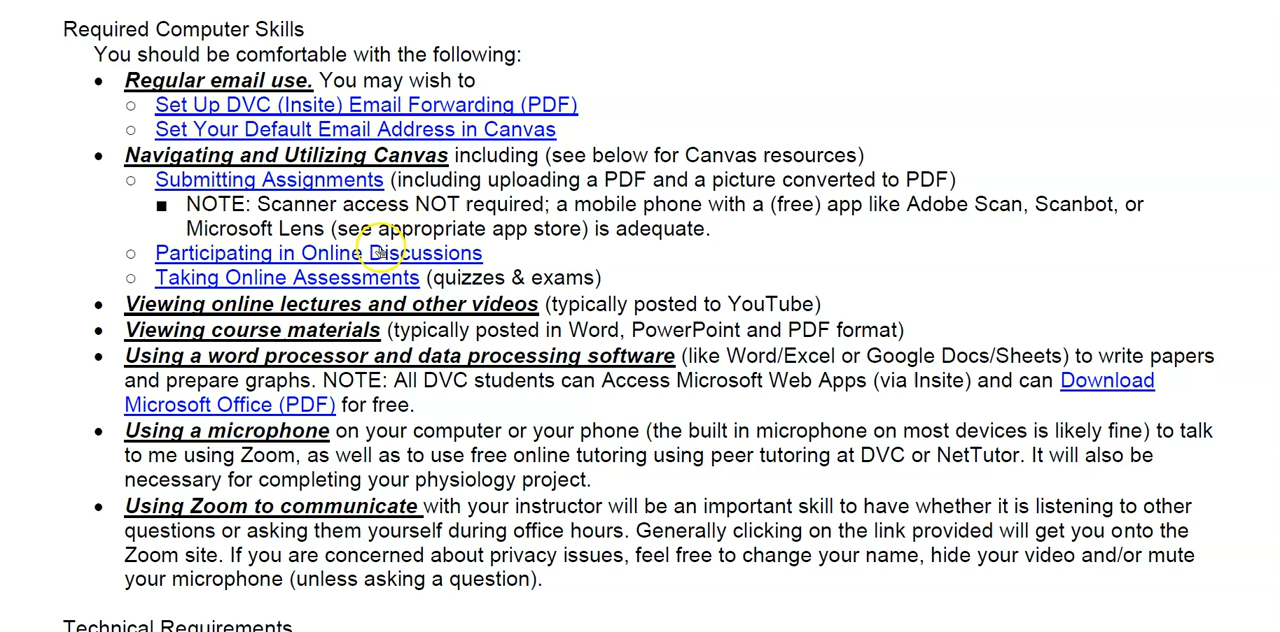 Required Computer Skills
You should be comfortable with the following:
• Regular email use. You may wish to
○ Set Up DVC (Insite) Email Forwarding (PDF)
○ Set Your Default Email Address in Canvas
• Navigating and Utilizing Canvas including (see below for Canvas resources)
○ Submitting Assignments (including uploading a PDF and a picture converted to PDF)
■ NOTE: Scanner access NOT required; a mobile phone with a (free) app like Adobe Scan, Scanbot, or
Microsoft Lens (see appropriate app store) is adequate.
○ Participating in Online Discussions
○ Taking Online Assessments (quizzes & exams)
• Viewing online lectures and other videos (typically posted to YouTube)
• Viewing course materials (typically posted in Word, PowerPoint and PDF format)
• Using a word processor and data processing software (like Word/Excel or Google Docs/Sheets) to write papers
and prepare graphs. NOTE: All DVC students can Access Microsoft Web Apps (via Insite) and can Download
Microsoft Office (PDF) for free.
• Using a microphone on your computer or your phone (the built in microphone on most devices is likely fine) to talk
to me using Zoom, as well as to use free online tutoring using peer tutoring at DVC or NetTutor. It will also be
necessary for completing your physiology project.
• Using Zoom to communicate with your instructor will be an important skill to have whether it is listening to other
questions or asking them yourself during office hours. Generally clicking on the link provided will get you onto the
Zoom site. If you are concerned about privacy issues, feel free to change your name, hide your video and/or mute
your microphone (unless asking a question).
Technical Requirements